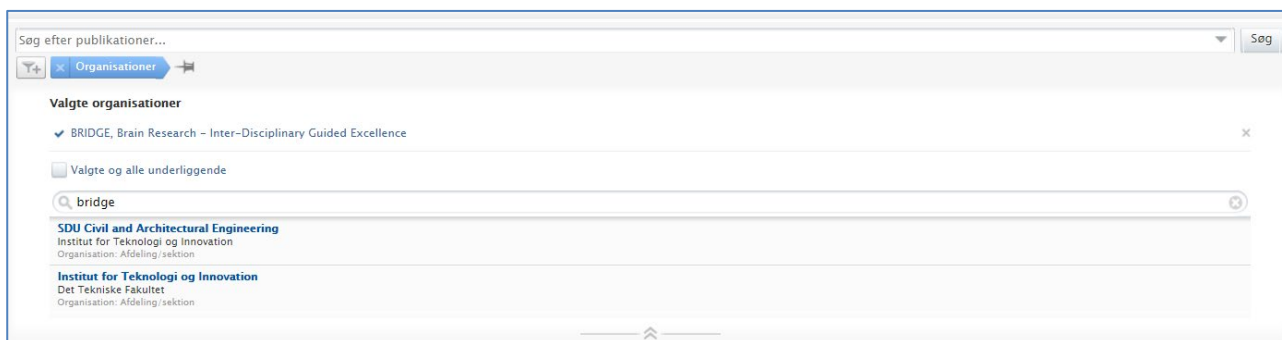 Søg efter publikationer...
Søg
Organisationer
Valgte organisationer
BRIDGE, Brain Research - Inter-Disciplinary Guided Excellence
Valgte og alle underliggende
bridge
SDU Civil and Architectural Engineering
Institut for Teknologi og Innovation
Organisation: Afdeling/sektion
Institut for Teknologi og Innovation
Det Tekniske Fakultet
Organisation: Afdeling/sektion